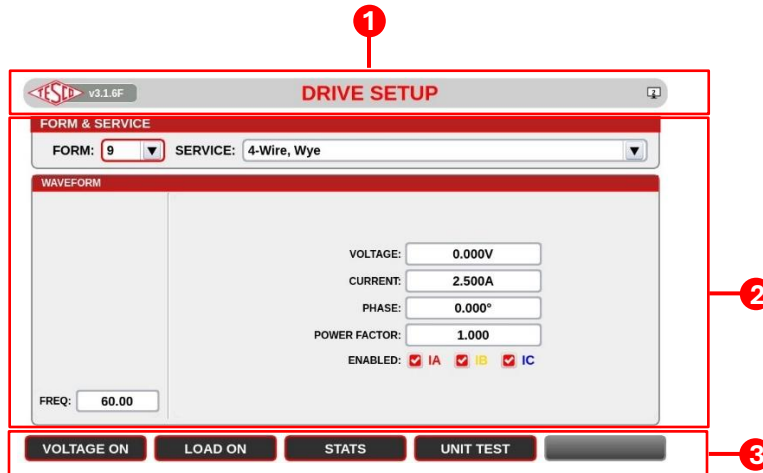 1
TESCO v3.1.6F DRIVE SETUP 2
FORM & SERVICE
FORM: 9 SERVICE: 4-Wire, Wye
WAVEFORM
VOLTAGE: 0.000V
CURRENT: 2.500A
2
PHASE: 0.000°
POWER FACTOR: 1.000
ENABLED: IA IB IC
FREQ: 60.00
VOLTAGE ON LOAD ON STATS UNIT TEST
3